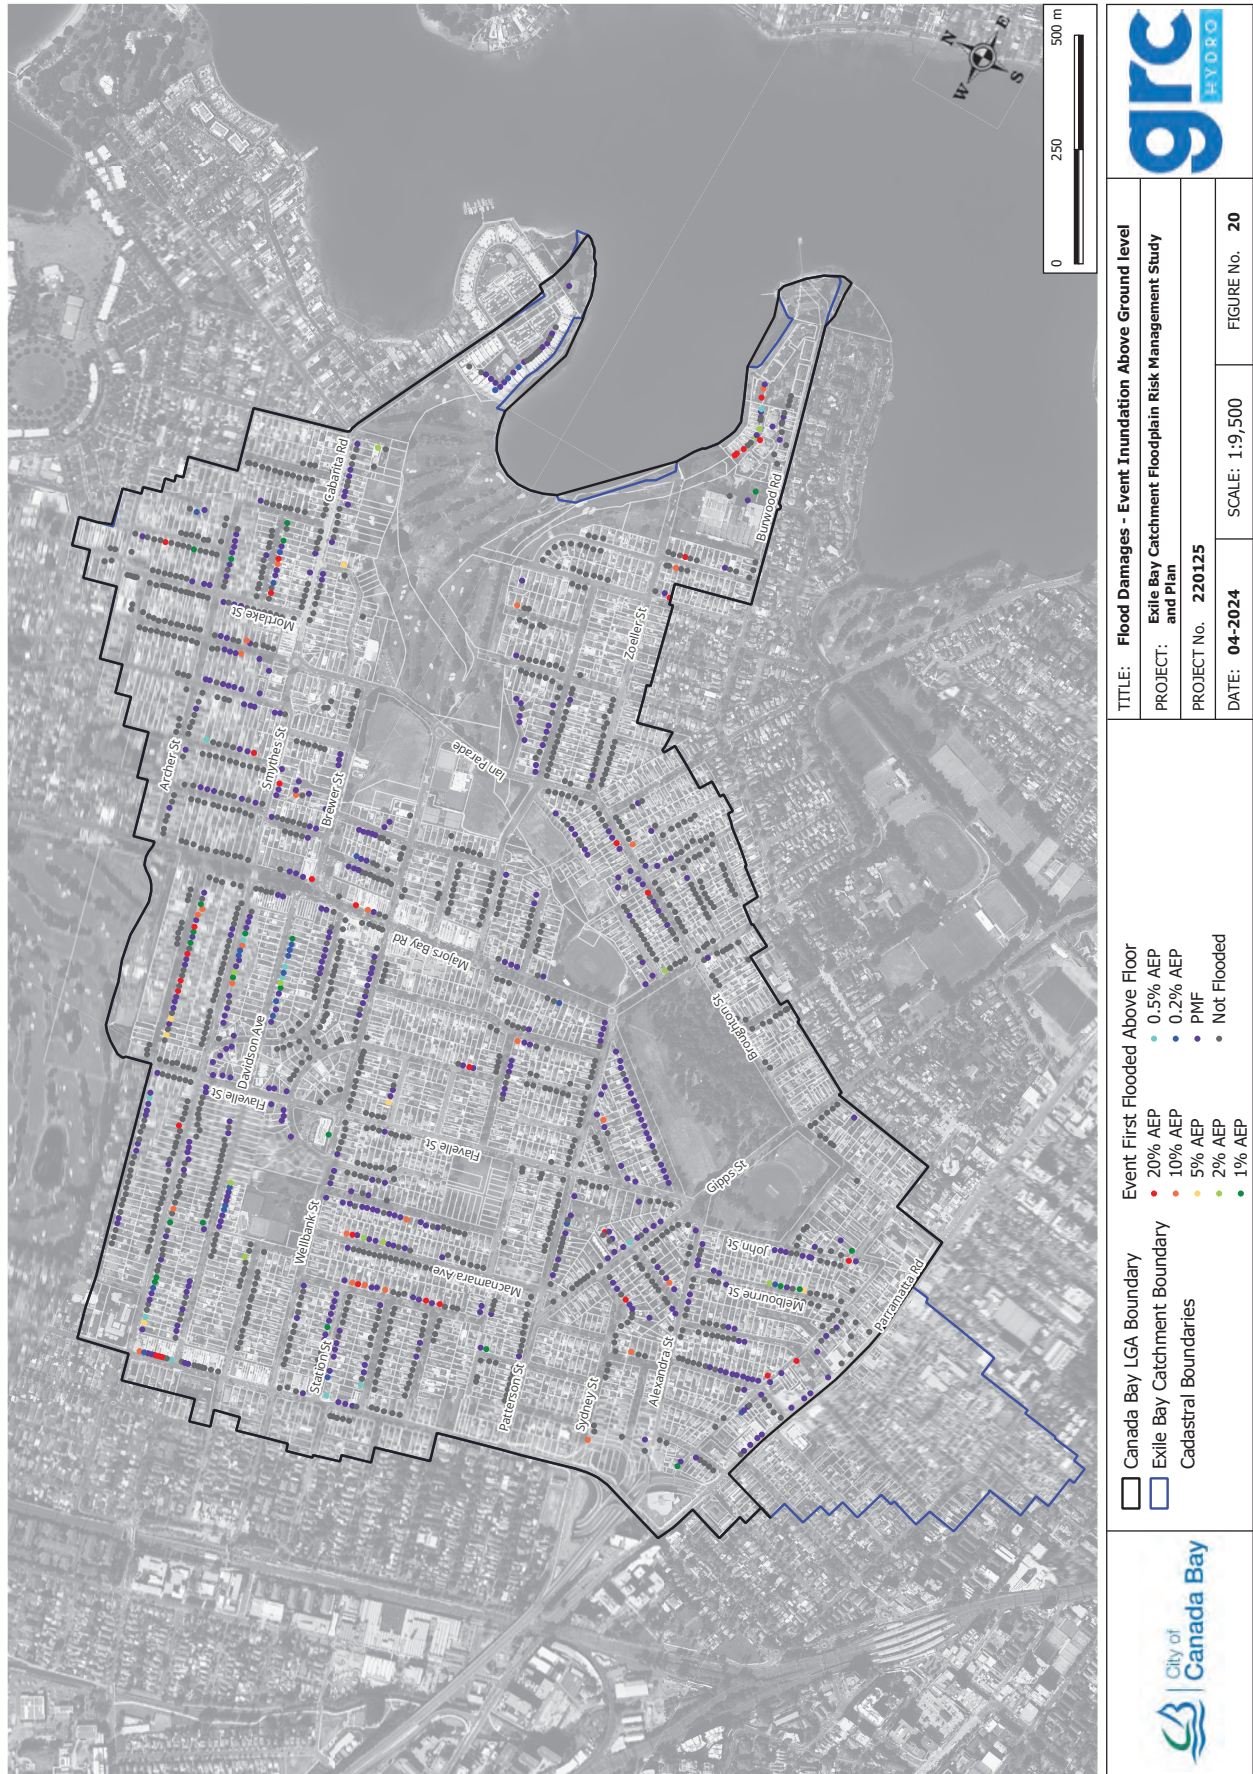 Archer St
Smythes St
Brewer St
Mortlake St
Cabarita Rd
Ian Parade
Zoeller St
Burwood Rd
Majors Bay Rd
Davidson Ave
Flavelle St
Flavelle St
Wellbank St
Macnamara Ave
Station St
Patterson St
Sydney St
Alexandra St
Melbourne St
John St
Gipps St
Broughton St
Parramatta Rd
N
E
S
W
0 250 500 m
City of
Canada Bay
Canada Bay LGA Boundary
Exile Bay Catchment Boundary
Cadastral Boundaries
Event First Flooded Above Floor
20% AEP
10% AEP
5% AEP
2% AEP
1% AEP
0.5% AEP
0.2% AEP
PMF
Not Flooded
TITLE: Flood Damages - Event Inundation Above Ground level
PROJECT: Exile Bay Catchment Floodplain Risk Management Study
and Plan
PROJECT No. 220125
DATE: 04-2024
SCALE: 1:9,500
FIGURE No. 20
grc
HYDRO